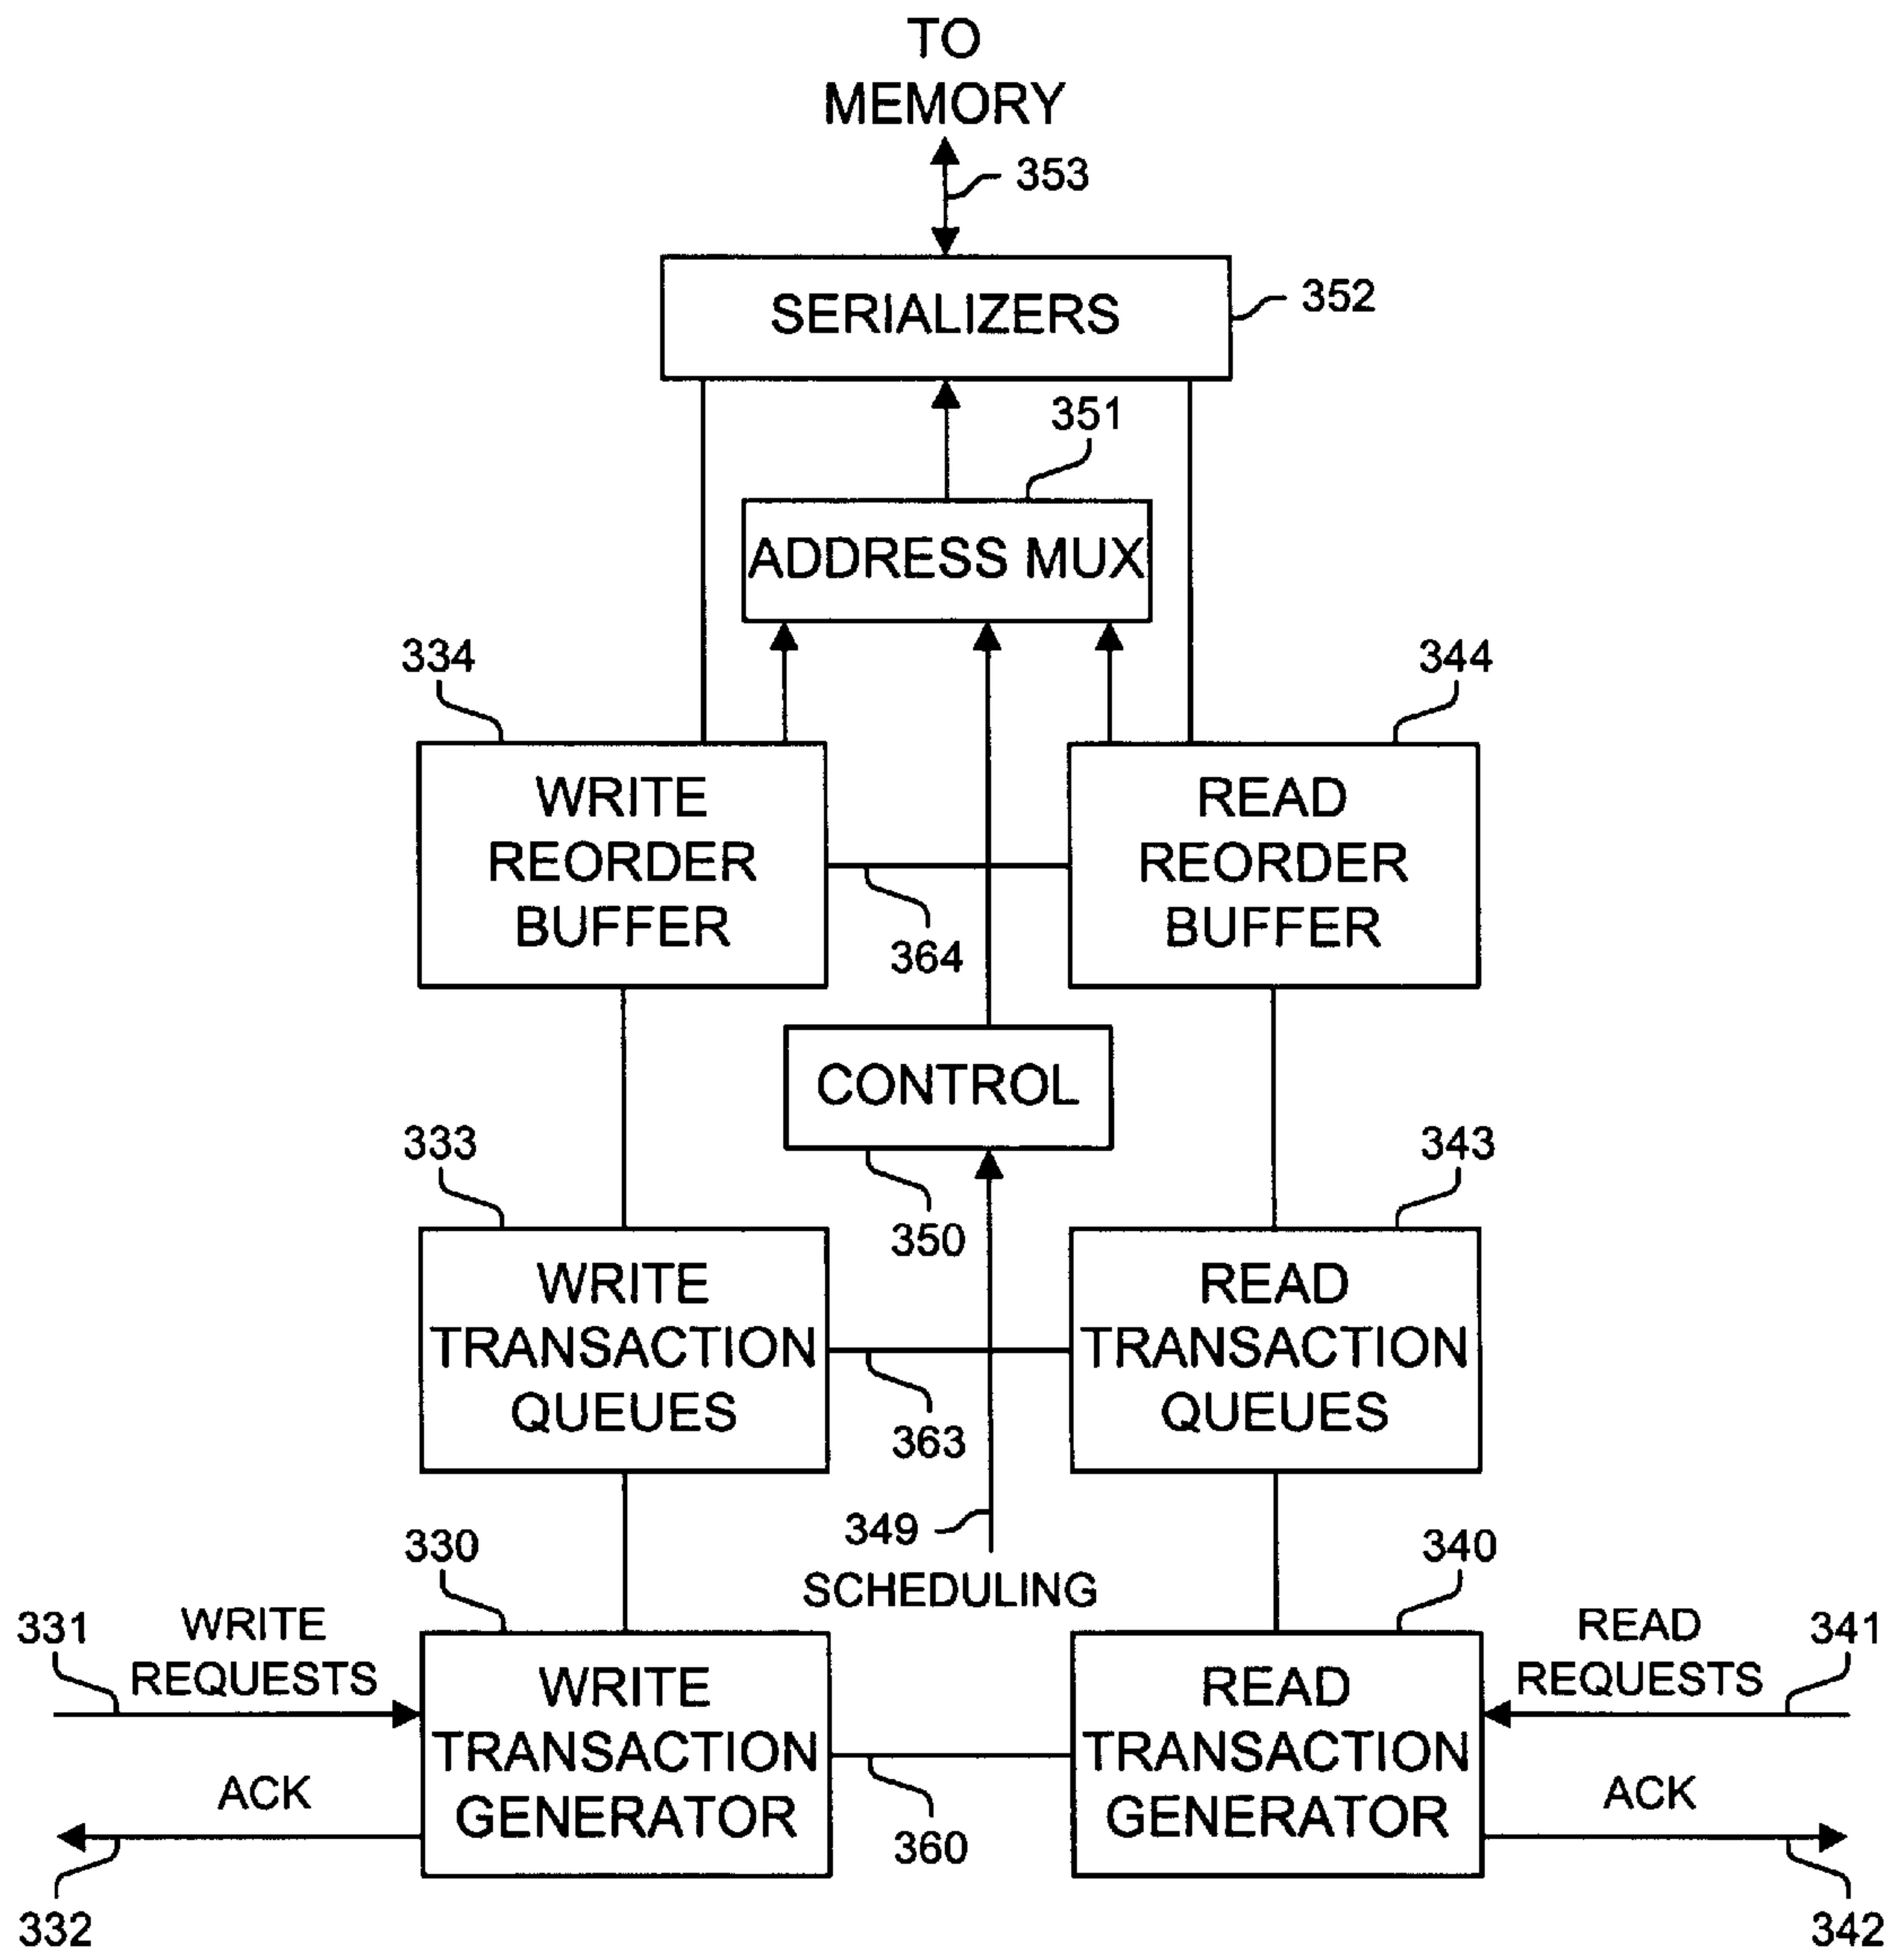 TO
MEMORY
353
SERIALIZERS
352
351
ADDRESS MUX
334
344
WRITE
REORDER
BUFFER
READ
REORDER
BUFFER
364
CONTROL
333
343
350
WRITE
TRANSACTION
QUEUES
READ
TRANSACTION
QUEUES
363
349
SCHEDULING
330
340
331
WRITE
REQUESTS
READ
REQUESTS
341
WRITE
TRANSACTION
GENERATOR
READ
TRANSACTION
GENERATOR
ACK
ACK
360
332
342